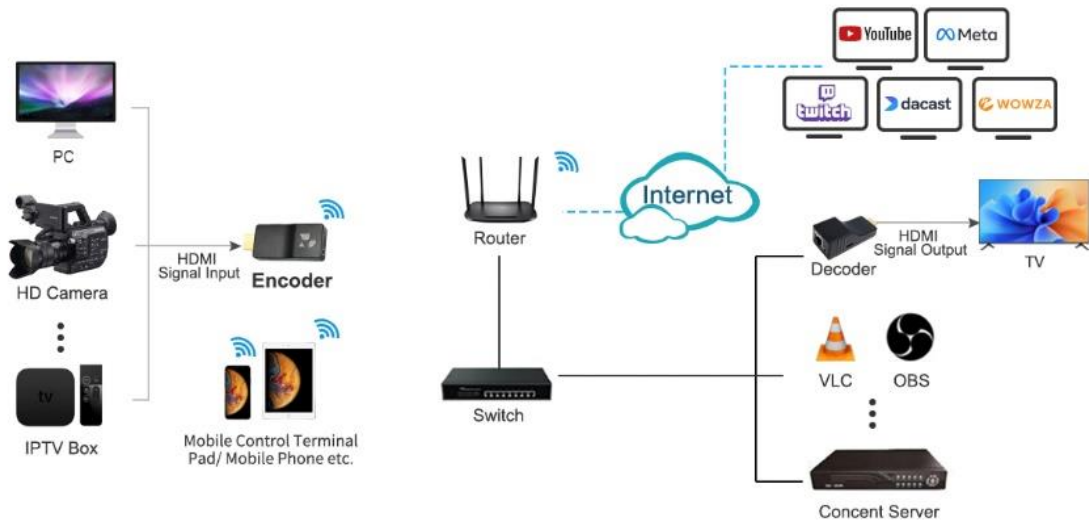 PC
HD Camera
tv
IPTV Box
HDMI
Signal Input
Encoder
Mobile Control Terminal
Pad/ Mobile Phone etc.
Router
Switch
Internet
YouTube
Meta
twitch
dacast
WOWZA
Decoder
HDMI
Signal Output
TV
VLC
OBS
Concent Server